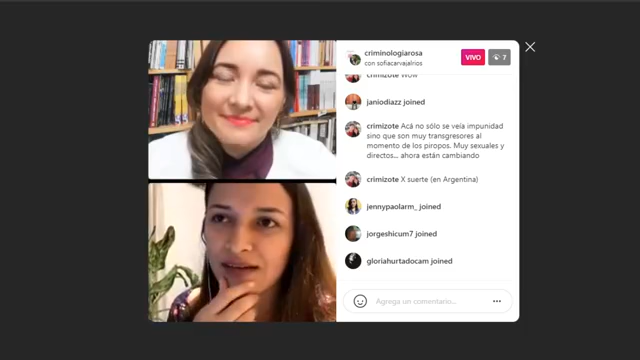 criminologiarosa
con sofiacarvajalrios
VIVO
7
crimizote Wow
janiodiazz joined
crimizote Acá no sólo se veía impunidad
sino que son muy transgresores al
momento de los piropos. Muy sexuales y
directos... ahora están cambiando
crimizote X suerte (en Argentina)
jennypaolarm_ joined
jorgeshicum7 joined
gloriahurtadocam joined
Agrega un comentario...